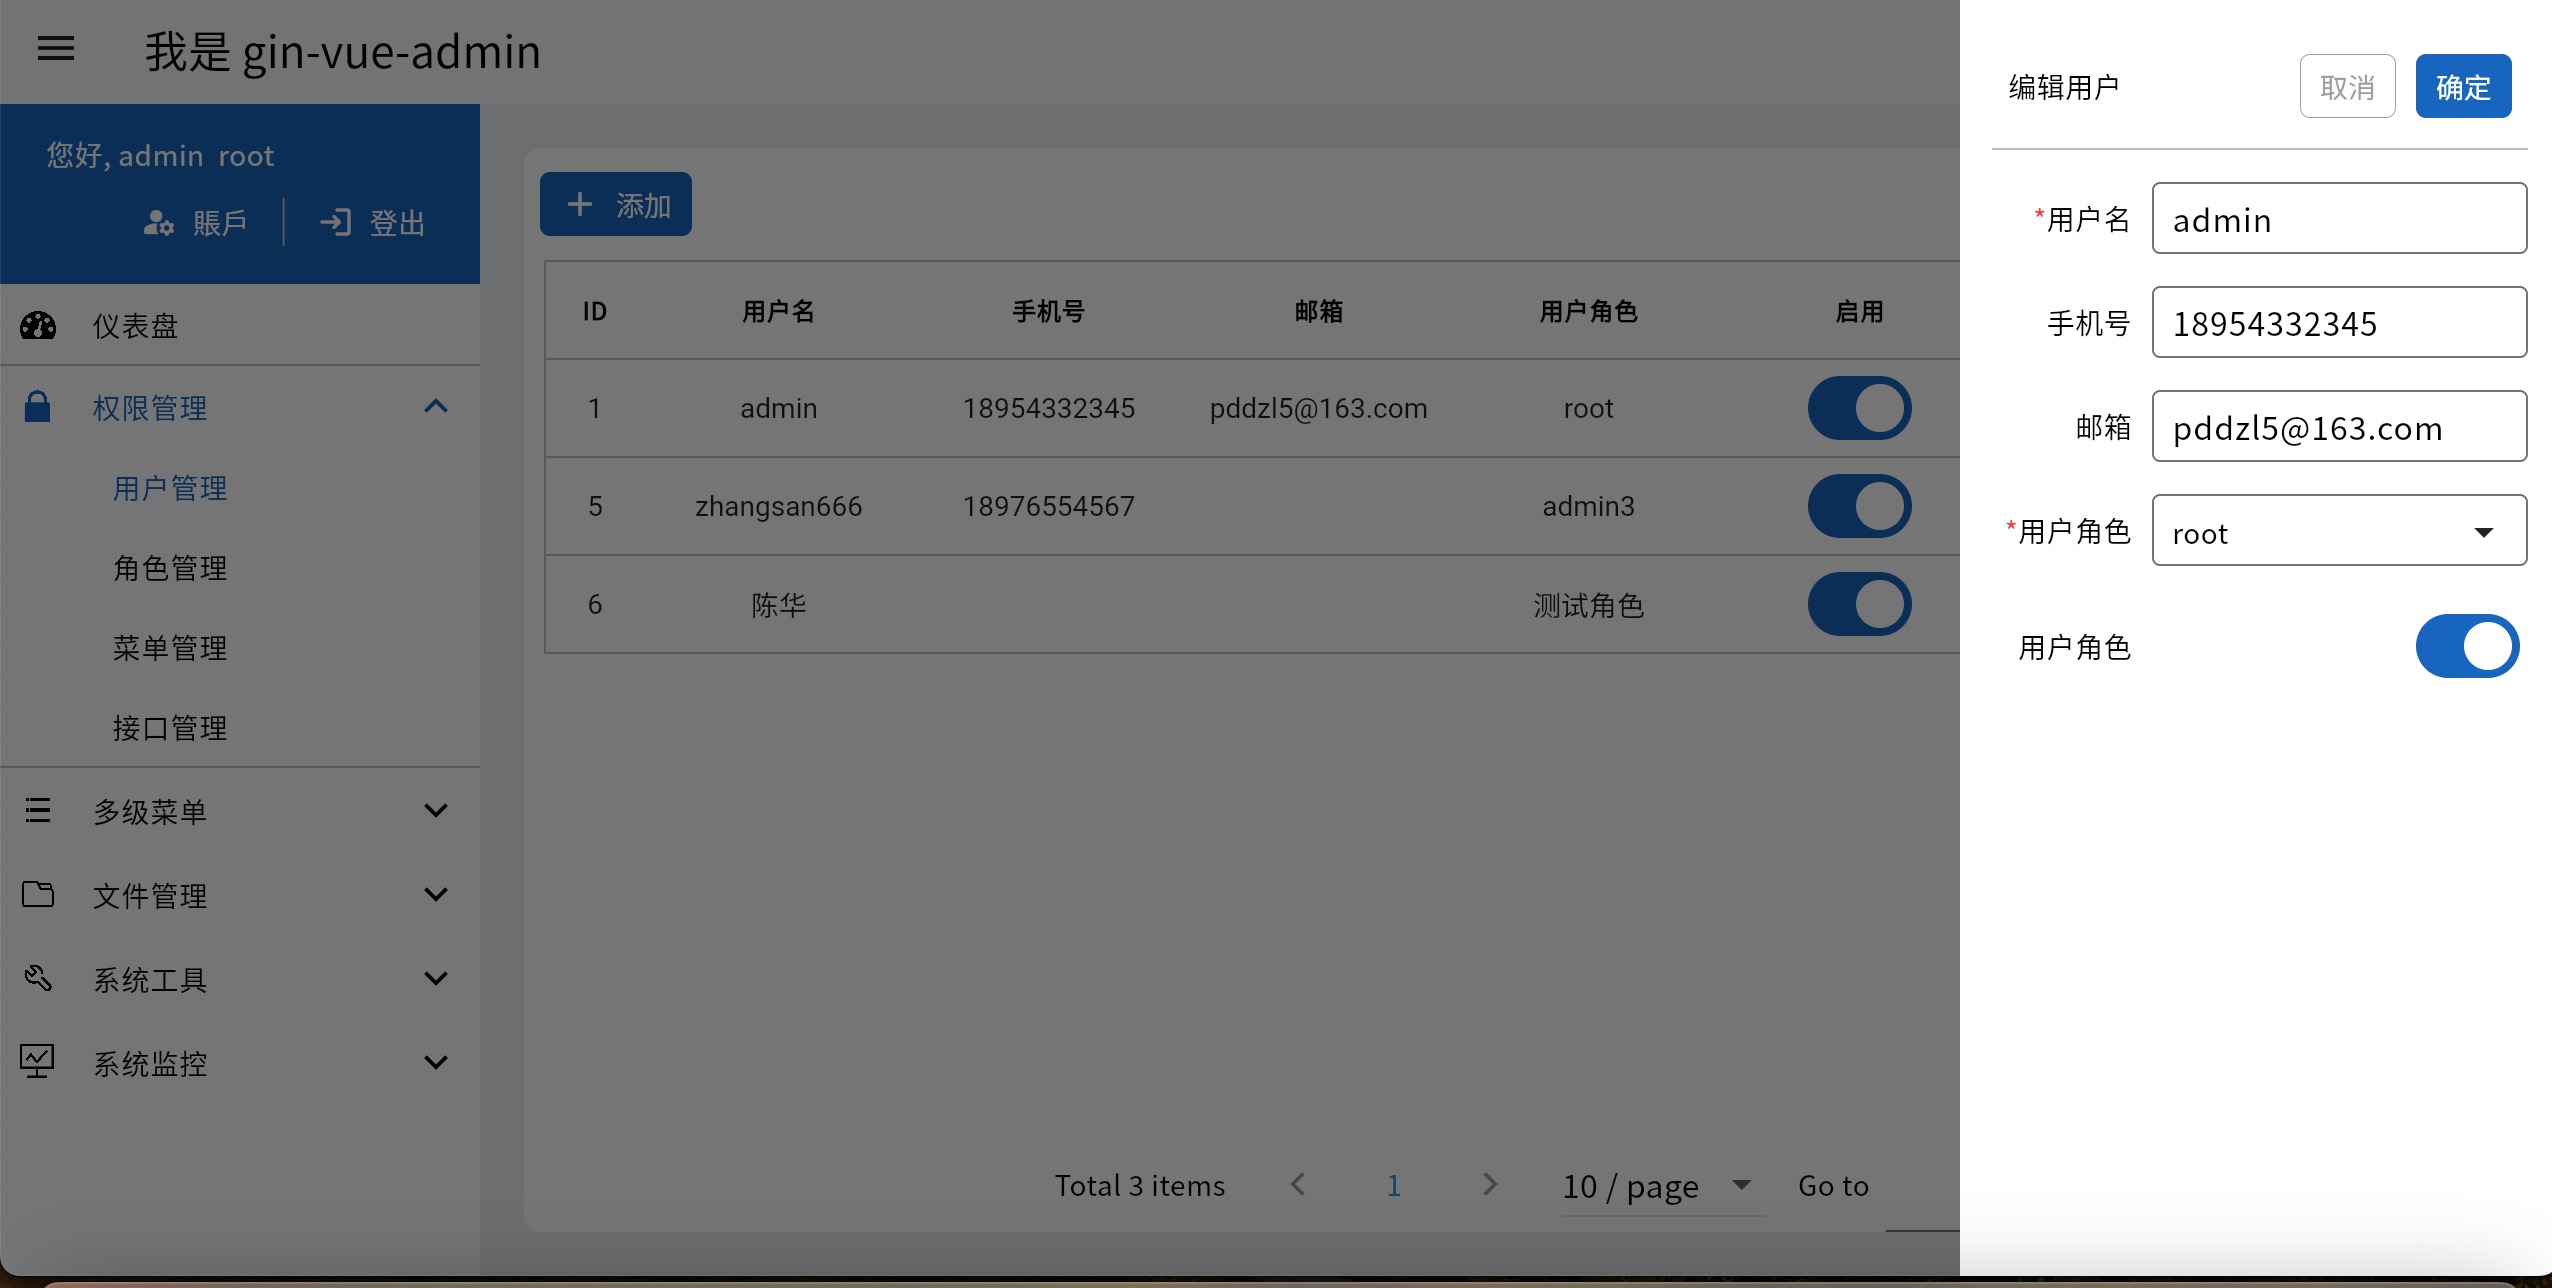 我是 gin-vue-admin
您好, admin root
賬戶
登出
仪表盘
权限管理
用户管理
角色管理
菜单管理
接口管理
多级菜单
文件管理
系统工具
系统监控
添加
ID 用户名 手机号 邮箱 用户角色 启用
1 admin 18954332345 pddzl5@163.com root
5 zhangsan666 18976554567 admin3
6 陈华 测试角色
Total 3 items 1 10 / page Go to
编辑用户 取消 确定
*用户名 admin
手机号 18954332345
邮箱 pddzl5@163.com
*用户角色 root
用户角色